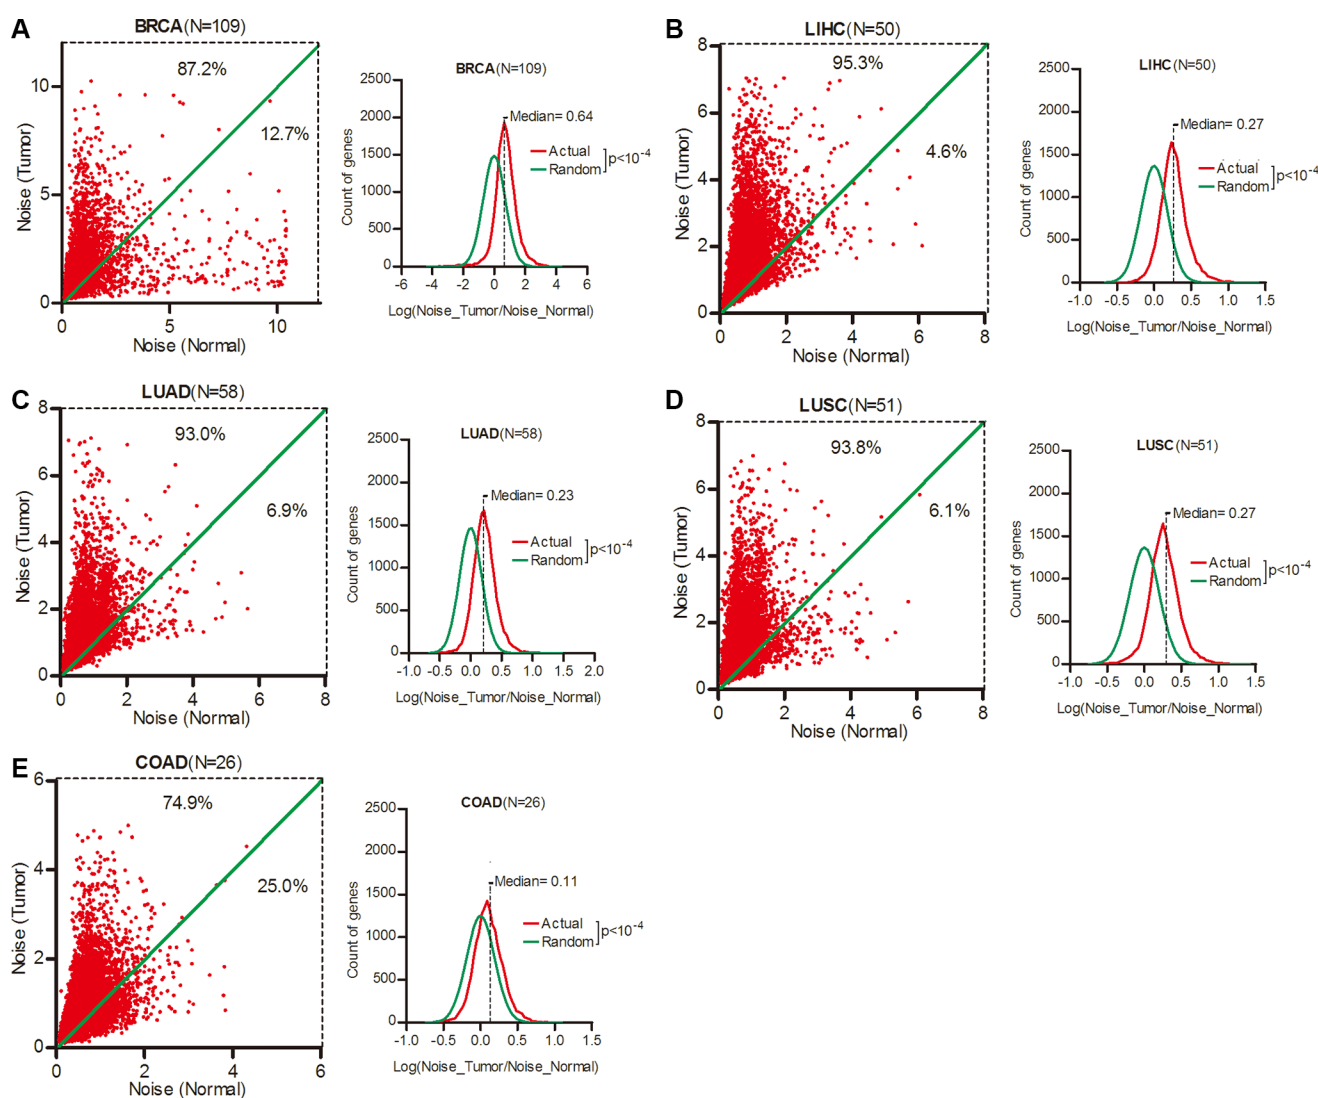 A
BRCA(N=109)
87.2%
12.7%
10
5
0
0 5 10
Noise (Tumor)
Noise (Normal)
BRCA(N=109)
2500
2000
1500
1000
500
0
Median= 0.64
Actual
Random
p<10-4
-6 -4 -2 0 2 4 6
Count of genes
Log(Noise_Tumor/Noise_Normal)
B
LIHC(N=50)
95.3%
4.6%
8
6
4
2
0
0 2 4 6 8
Noise (Tumor)
Noise (Normal)
LIHC(N=50)
2500
2000
1500
1000
500
0
Median= 0.27
Actual
Random
p<10-4
-1.0 -0.5 0.0 0.5 1.0 1.5
Count of genes
Log(Noise_Tumor/Noise_Normal)
C
LUAD(N=58)
93.0%
6.9%
8
6
4
2
0
0 2 4 6 8
Noise (Tumor)
Noise (Normal)
LUAD(N=58)
2500
2000
1500
1000
500
0
Median= 0.23
Actual
Random
p<10-4
-1.0 -0.5 0.0 0.5 1.0 1.5 2.0
Count of genes
Log(Noise_Tumor/Noise_Normal)
D
LUSC(N=51)
93.8%
6.1%
8
6
4
2
0
0 2 4 6 8
Noise (Tumor)
Noise (Normal)
LUSC(N=51)
2500
2000
1500
1000
500
0
Median= 0.27
Actual
Random
p<10-4
-1.0 -0.5 0.0 0.5 1.0 1.5
Count of genes
Log(Noise_Tumor/Noise_Normal)
E
COAD(N=26)
74.9%
25.0%
6
4
2
0
0 2 4 6
Noise (Tumor)
Noise (Normal)
COAD(N=26)
2500
2000
1500
1000
500
0
Median= 0.11
Actual
Random
p<10-4
-1.0 -0.5 0.0 0.5 1.0 1.5
Count of genes
Log(Noise_Tumor/Noise_Normal)